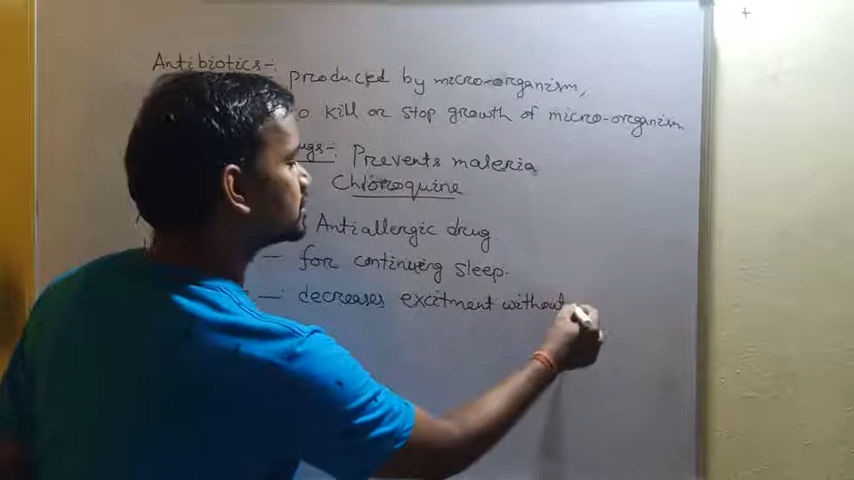 Antibiotics-:
produced by micro-organism,
to kill or stop growth of micro-organism
ugs-: Prevents maleria
Chloroquine
Antiallergic drug
- for continuing sleep.
- decreases excitment without